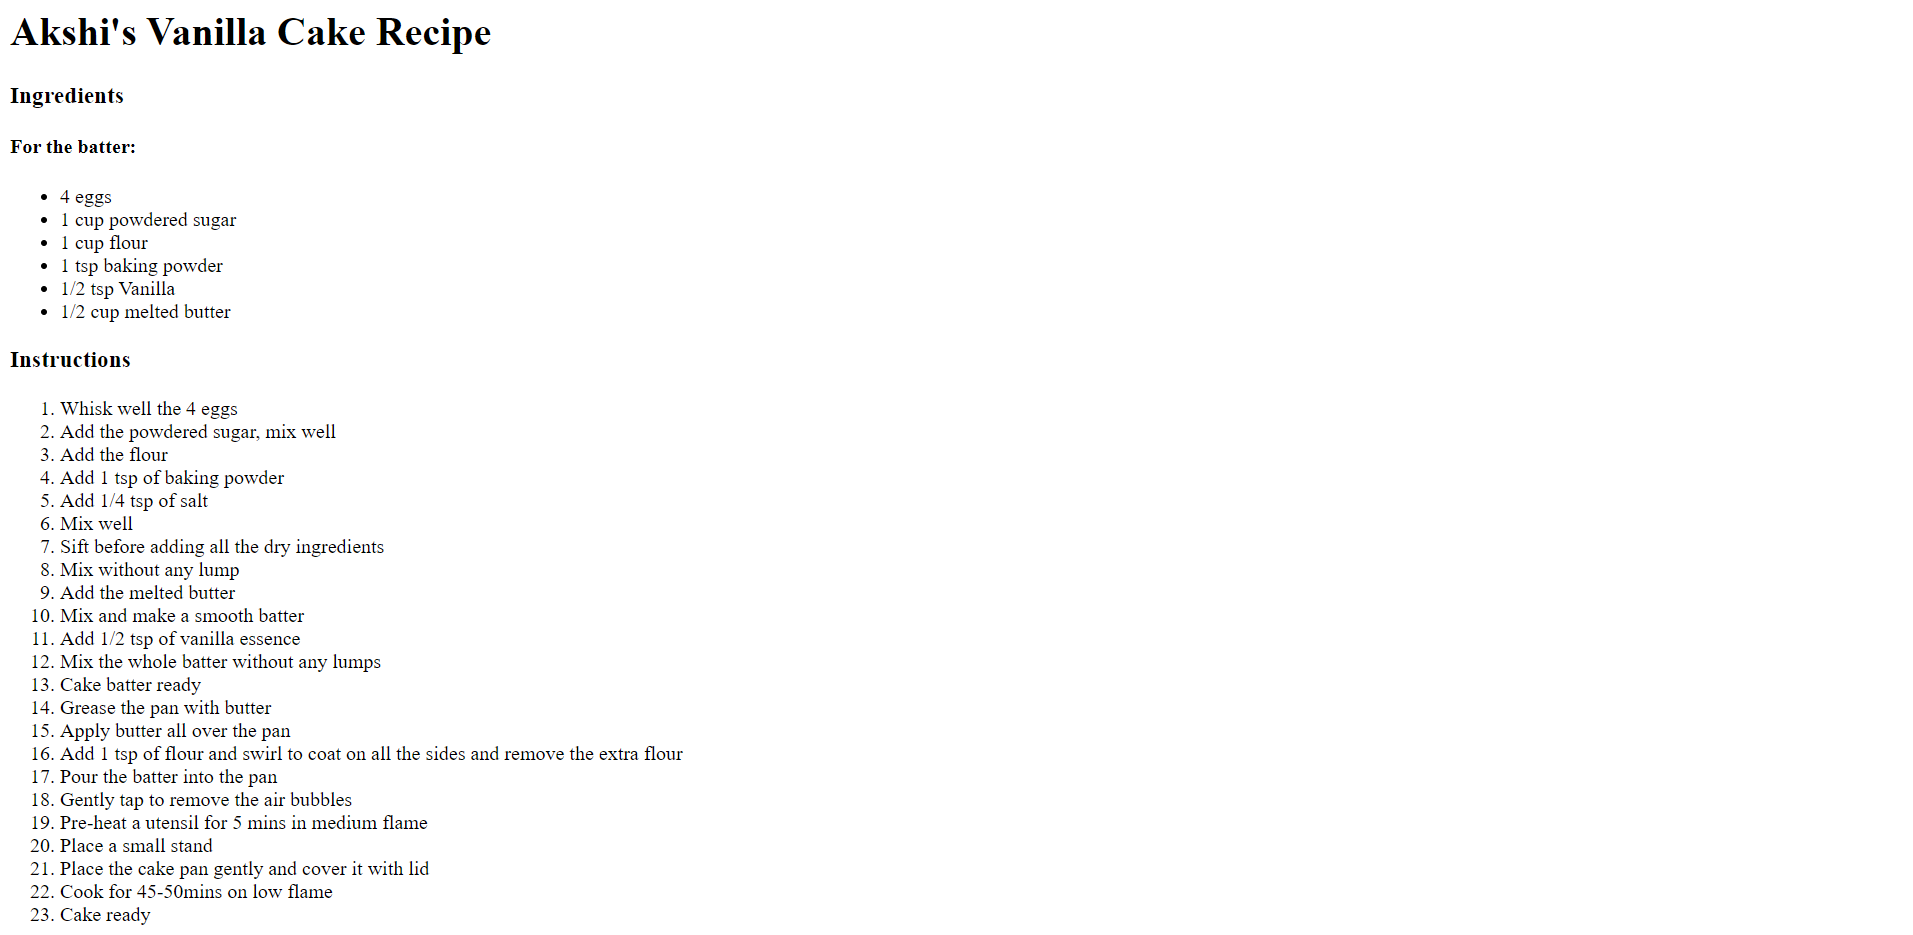 Akshi's Vanilla Cake Recipe
Ingredients
For the batter:
• 4 eggs
• 1 cup powdered sugar
• 1 cup flour
• 1 tsp baking powder
• 1/2 tsp Vanilla
• 1/2 cup melted butter
Instructions
1. Whisk well the 4 eggs
2. Add the powdered sugar, mix well
3. Add the flour
4. Add 1 tsp of baking powder
5. Add 1/4 tsp of salt
6. Mix well
7. Sift before adding all the dry ingredients
8. Mix without any lump
9. Add the melted butter
10. Mix and make a smooth batter
11. Add 1/2 tsp of vanilla essence
12. Mix the whole batter without any lumps
13. Cake batter ready
14. Grease the pan with butter
15. Apply butter all over the pan
16. Add 1 tsp of flour and swirl to coat on all the sides and remove the extra flour
17. Pour the batter into the pan
18. Gently tap to remove the air bubbles
19. Pre-heat a utensil for 5 mins in medium flame
20. Place a small stand
21. Place the cake pan gently and cover it with lid
22. Cook for 45-50mins on low flame
23. Cake ready